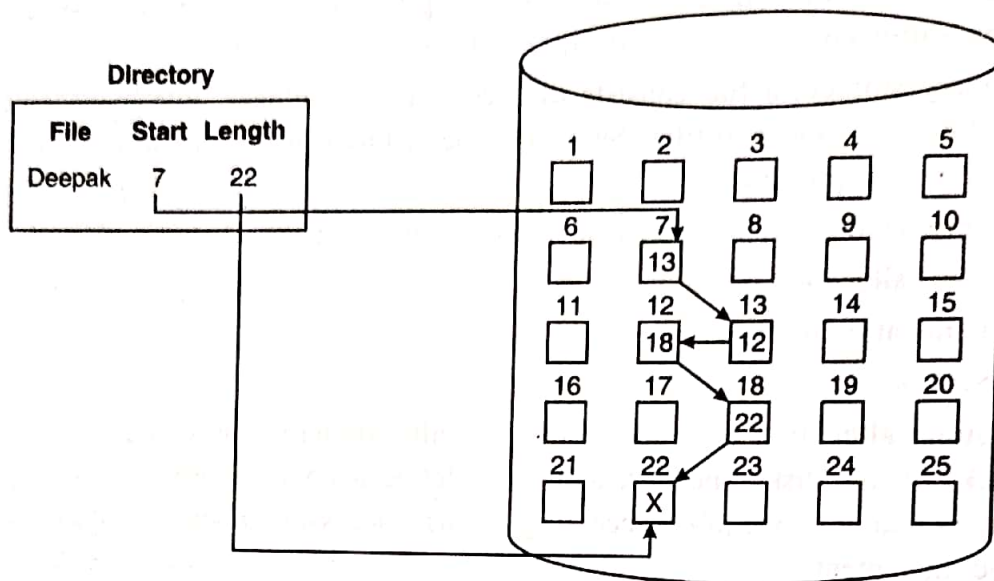 Directory
File Start Length
Deepak 7 22
1 2 3 4 5
6 7 8 9 10
13
11 12 13 14 15
18 12
16 17 18 19 20
22
21 22 23 24 25
X